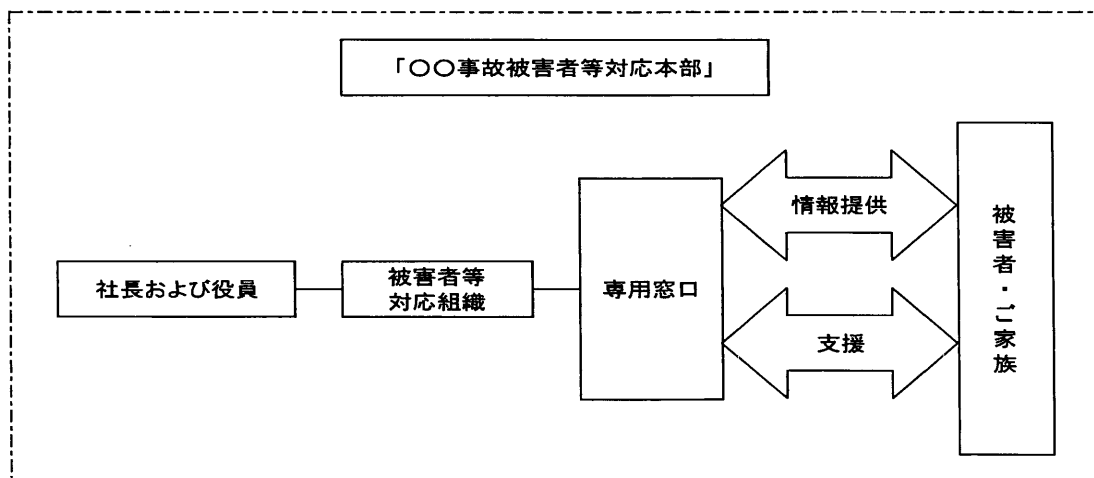 「〇〇事故被害者等対応本部」
社長および役員
被害者等
対応組織
専用窓口
情報提供
支援
被害者・ご家族